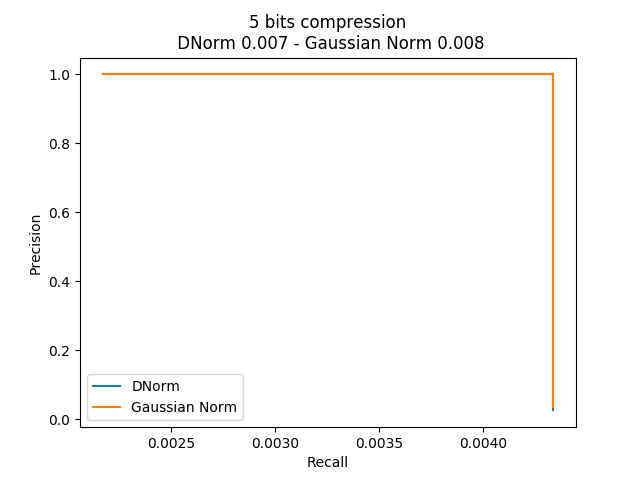 5 bits compression
DNorm 0.007 - Gaussian Norm 0.008
1.0
0.8
0.6
0.4
0.2
0.0
Precision
DNorm
Gaussian Norm
0.0025 0.0030 0.0035 0.0040
Recall